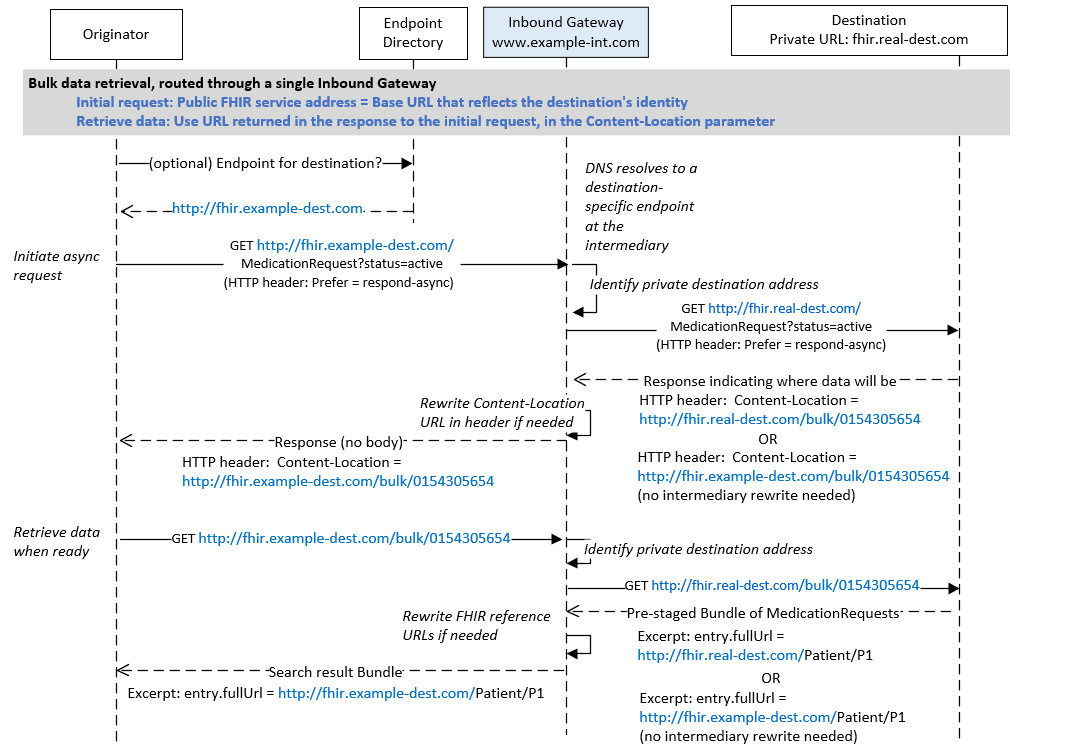 Originator
Endpoint
Directory
Inbound Gateway
www.example-int.com
Destination
Private URL: fhir.real-dest.com
Bulk data retrieval, routed through a single Inbound Gateway
Initial request: Public FHIR service address = Base URL that reflects the destination's identity
Retrieve data: Use URL returned in the response to the initial request, in the Content-Location parameter
(optional) Endpoint for destination?
DNS resolves to a
destination-
specific endpoint
at the
intermediary
http://fhir.example-dest.com
Initiate async
request
GET http://fhir.example-dest.com/
MedicationRequest?status=active
(HTTP header: Prefer = respond-async)
Identify private destination address
GET http://fhir.real-dest.com/
MedicationRequest?status=active
(HTTP header: Prefer = respond-async)
Response indicating where data will be
HTTP header:  Content-Location =
http://fhir.real-dest.com/bulk/0154305654
OR
HTTP header:  Content-Location =
http://fhir.example-dest.com/bulk/0154305654
(no intermediary rewrite needed)
Rewrite Content-Location
URL in header if needed
Response (no body)
HTTP header:  Content-Location =
http://fhir.example-dest.com/bulk/0154305654
Retrieve data
when ready
GET http://fhir.example-dest.com/bulk/0154305654
Identify private destination address
GET http://fhir.real-dest.com/bulk/0154305654
Pre-staged Bundle of MedicationRequests
Excerpt: entry.fullUrl =
http://fhir.real-dest.com/Patient/P1
OR
Excerpt: entry.fullUrl =
http://fhir.example-dest.com/Patient/P1
(no intermediary rewrite needed)
Rewrite FHIR reference
URLs if needed
Search result Bundle
Excerpt: entry.fullUrl = http://fhir.example-dest.com/Patient/P1